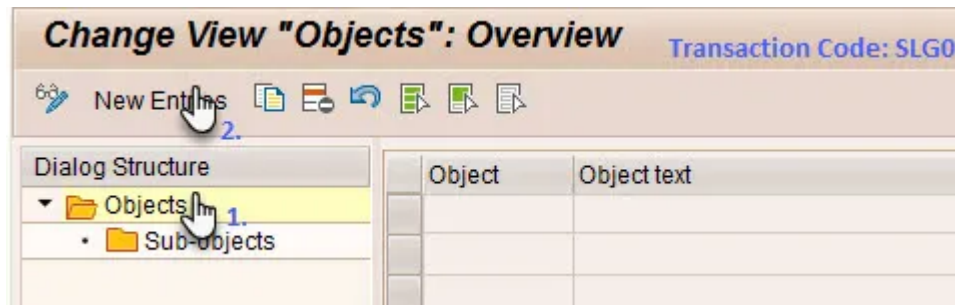 Change View "Objects": Overview
Transaction Code: SLG0
New Entries
2.
Dialog Structure
Object
Object text
Objects
1.
Sub-objects